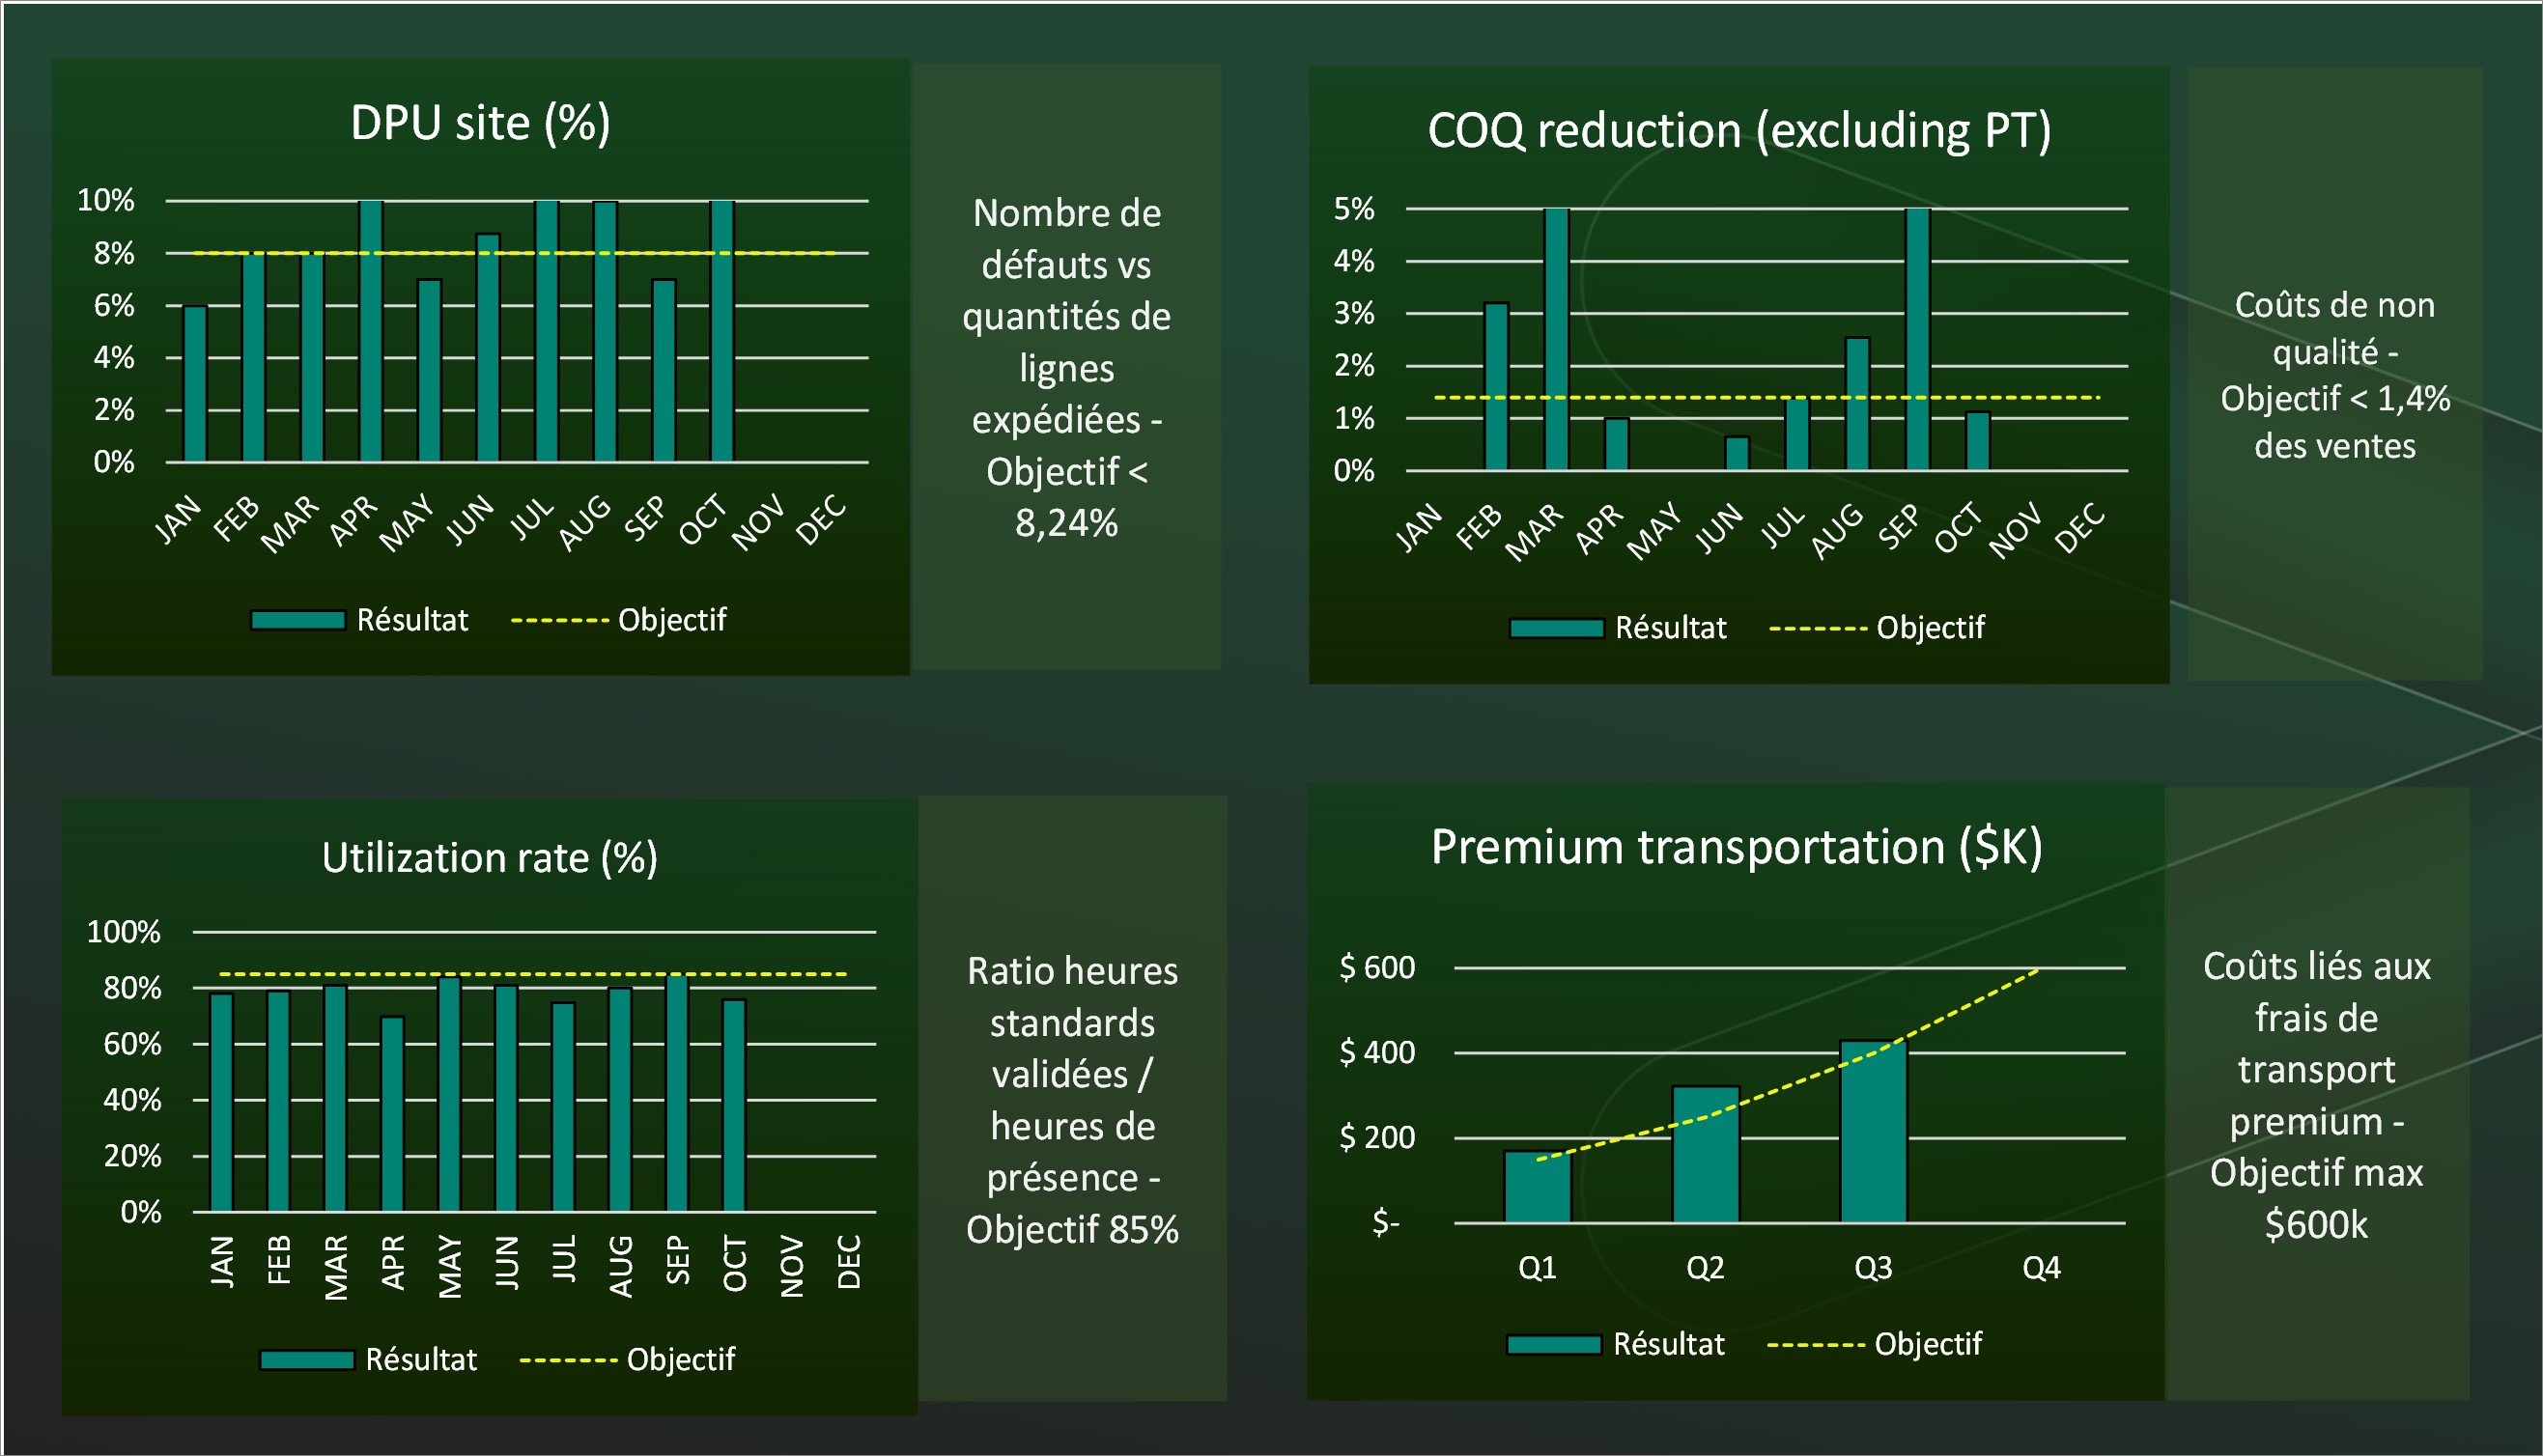 DPU site (%)
10%
8%
6%
4%
2%
0%
JAN FEB MAR APR MAY JUN JUL AUG SEP OCT NOV DEC
Résultat Objectif
Nombre de
défauts vs
quantités de
lignes
expédiées -
Objectif <
8,24%
COQ reduction (excluding PT)
5%
4%
3%
2%
1%
0%
JAN FEB MAR APR MAY JUN JUL AUG SEP OCT NOV DEC
Résultat Objectif
Coûts de non
qualité -
Objectif < 1,4%
des ventes
Utilization rate (%)
100%
80%
60%
40%
20%
0%
JAN FEB MAR APR MAY JUN JUL AUG SEP OCT NOV DEC
Résultat Objectif
Ratio heures
standards
validées /
heures de
présence -
Objectif 85%
Premium transportation ($K)
$ 600
$ 400
$ 200
$-
Q1 Q2 Q3 Q4
Résultat Objectif
Coûts liés aux
frais de
transport
premium -
Objectif max
$600k